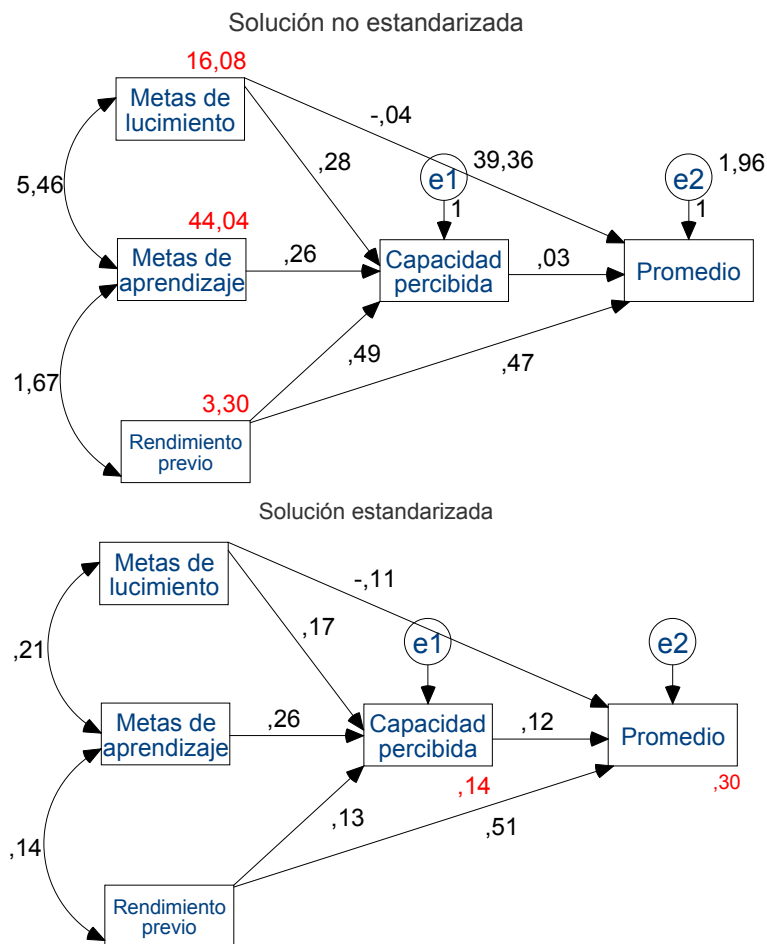 Solución no estandarizada
16,08
Metas de
lucimiento
-,04
39,36
1,96
5,46
,28
e1
e2
44,04
1
1
Metas de
aprendizaje
,26
Capacidad
percibida
,03
Promedio
1,67
,49
,47
3,30
Rendimiento
previo
Solución estandarizada
Metas de
lucimiento
-,11
,17
,21
e1
e2
Metas de
aprendizaje
,26
Capacidad
percibida
,12
Promedio
,14
,30
,13
,51
,14
Rendimiento
previo